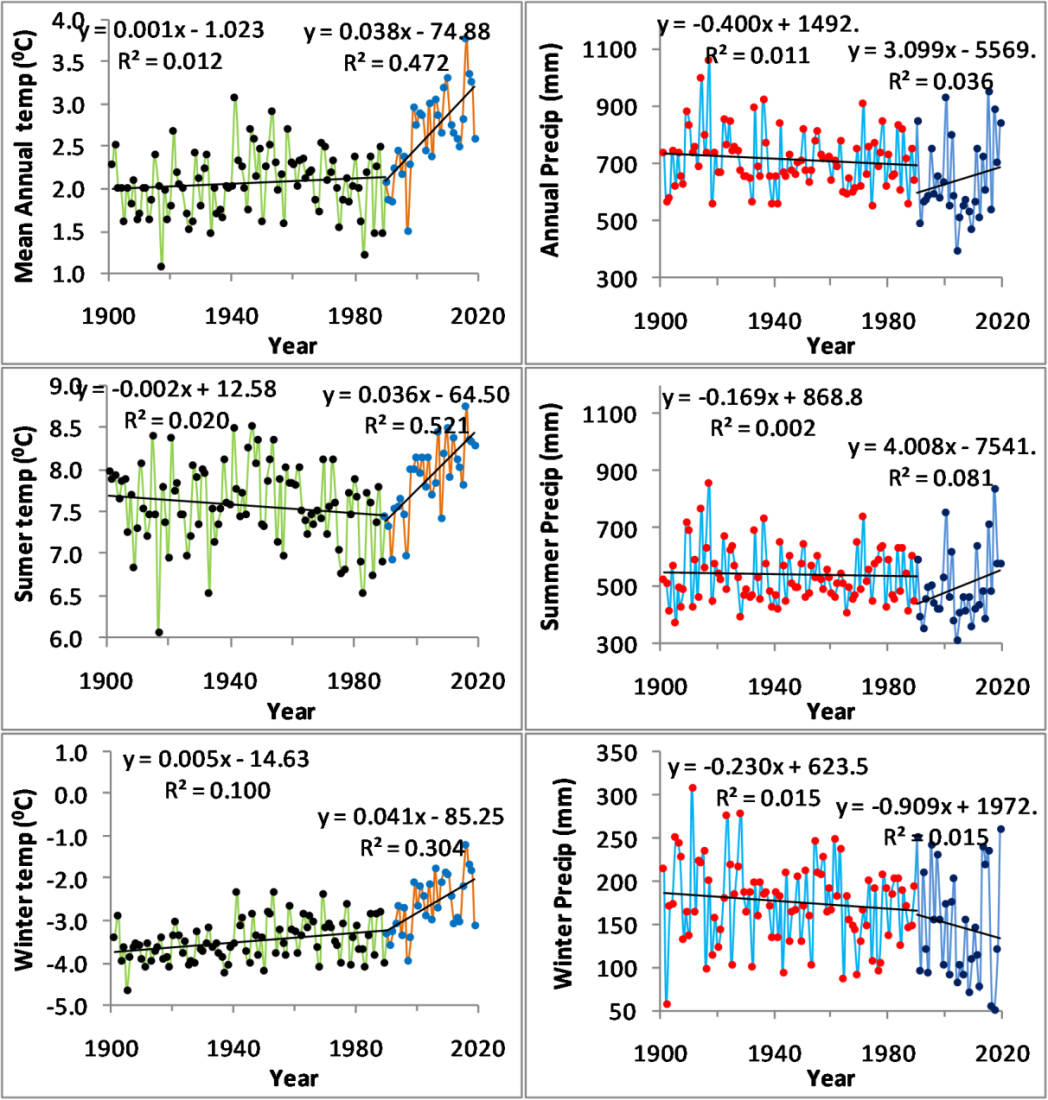 Mean Annual temp (⁰C)
4.0
3.5
3.0
2.5
2.0
1.5
1.0
y = 0.001x - 1.023
R² = 0.012
y = 0.038x - 74.88
R² = 0.472
1900
1940
1980
2020
Year
Annual Precip (mm)
1100
900
700
500
300
y = -0.400x + 1492.
R² = 0.011
y = 3.099x - 5569.
R² = 0.036
1900
1940
1980
2020
Year
Sumer temp (⁰C)
9.0
8.5
8.0
7.5
7.0
6.5
6.0
y = -0.002x + 12.58
R² = 0.020
y = 0.036x - 64.50
R² = 0.521
1900
1940
1980
2020
Year
Summer Precip (mm)
1100
900
700
500
300
y = -0.169x + 868.8
R² = 0.002
y = 4.008x - 7541.
R² = 0.081
1900
1940
1980
2020
Year
Winter temp (⁰C)
1.0
0.0
-1.0
-2.0
-3.0
-4.0
-5.0
y = 0.005x - 14.63
R² = 0.100
y = 0.041x - 85.25
R² = 0.304
1900
1940
1980
2020
Year
Winter Precip (mm)
350
300
250
200
150
100
50
y = -0.230x + 623.5
R² = 0.015
y = -0.909x + 1972.
R² = 0.015
1900
1940
1980
2020
Year